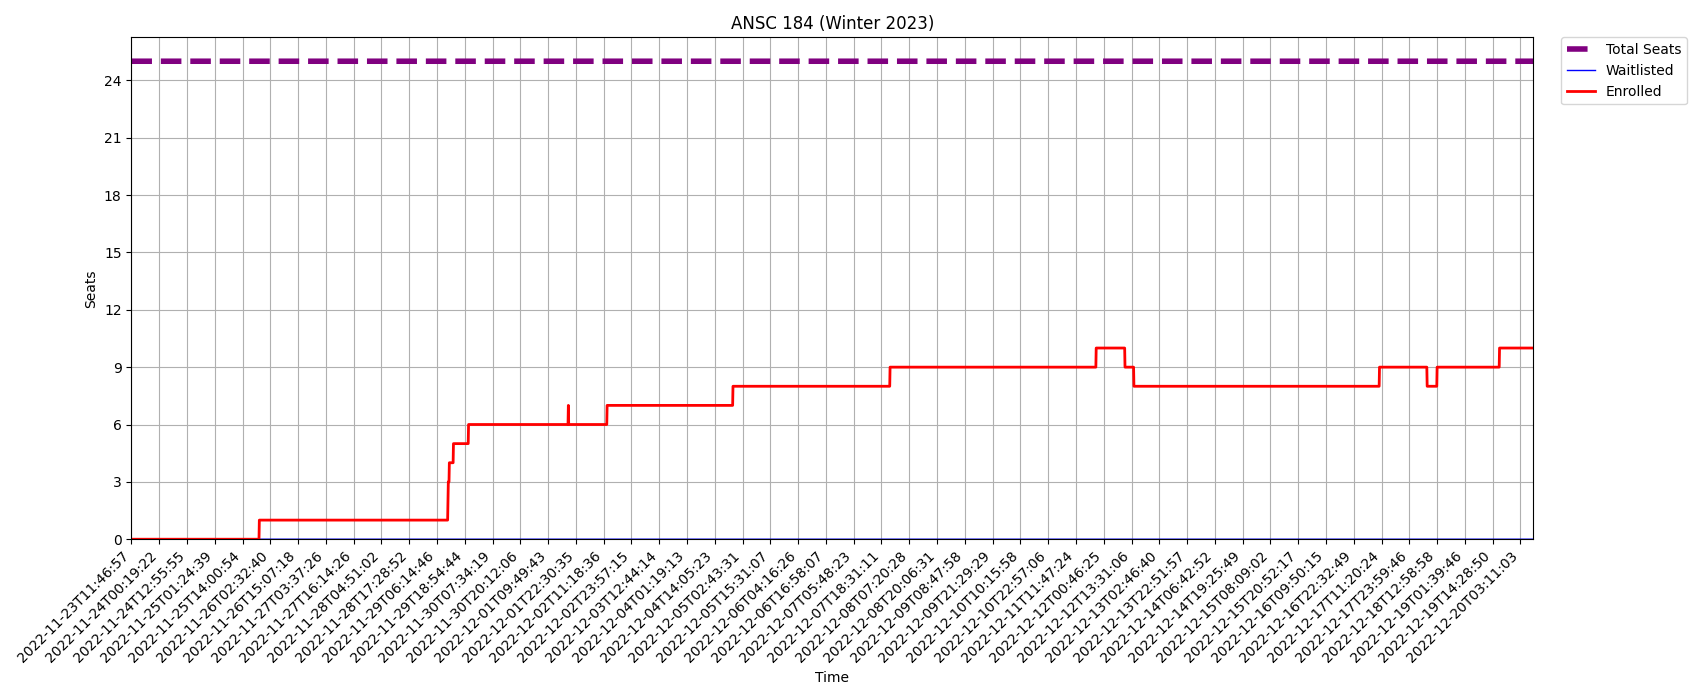 ANSC 184 (Winter 2023)
Total Seats
Waitlisted
Enrolled
Seats
24
21
18
15
12
9
6
3
0
2022-11-23T11:46:57
2022-11-24T00:19:22
2022-11-24T12:55:55
2022-11-25T01:24:39
2022-11-25T14:00:54
2022-11-26T02:32:40
2022-11-26T15:07:18
2022-11-27T03:37:26
2022-11-27T16:14:26
2022-11-28T04:51:02
2022-11-28T17:28:52
2022-11-29T06:14:46
2022-11-29T18:54:44
2022-11-30T07:34:19
2022-11-30T20:12:06
2022-12-01T09:49:43
2022-12-01T22:30:35
2022-12-02T11:18:36
2022-12-02T23:57:15
2022-12-03T12:44:14
2022-12-04T01:19:13
2022-12-04T14:05:23
2022-12-05T02:43:31
2022-12-05T15:31:07
2022-12-06T04:16:26
2022-12-06T16:58:07
2022-12-07T05:48:23
2022-12-07T18:31:11
2022-12-08T07:20:28
2022-12-08T20:06:31
2022-12-09T08:47:58
2022-12-09T21:29:29
2022-12-10T10:15:58
2022-12-10T22:57:06
2022-12-11T11:47:24
2022-12-12T00:46:25
2022-12-12T13:31:06
2022-12-13T02:46:40
2022-12-13T22:51:57
2022-12-14T06:42:52
2022-12-14T19:25:49
2022-12-15T08:09:02
2022-12-15T20:52:17
2022-12-16T09:50:15
2022-12-16T22:32:49
2022-12-17T11:20:24
2022-12-17T23:59:46
2022-12-18T12:58:58
2022-12-19T01:39:46
2022-12-19T14:28:50
2022-12-20T03:11:03
Time